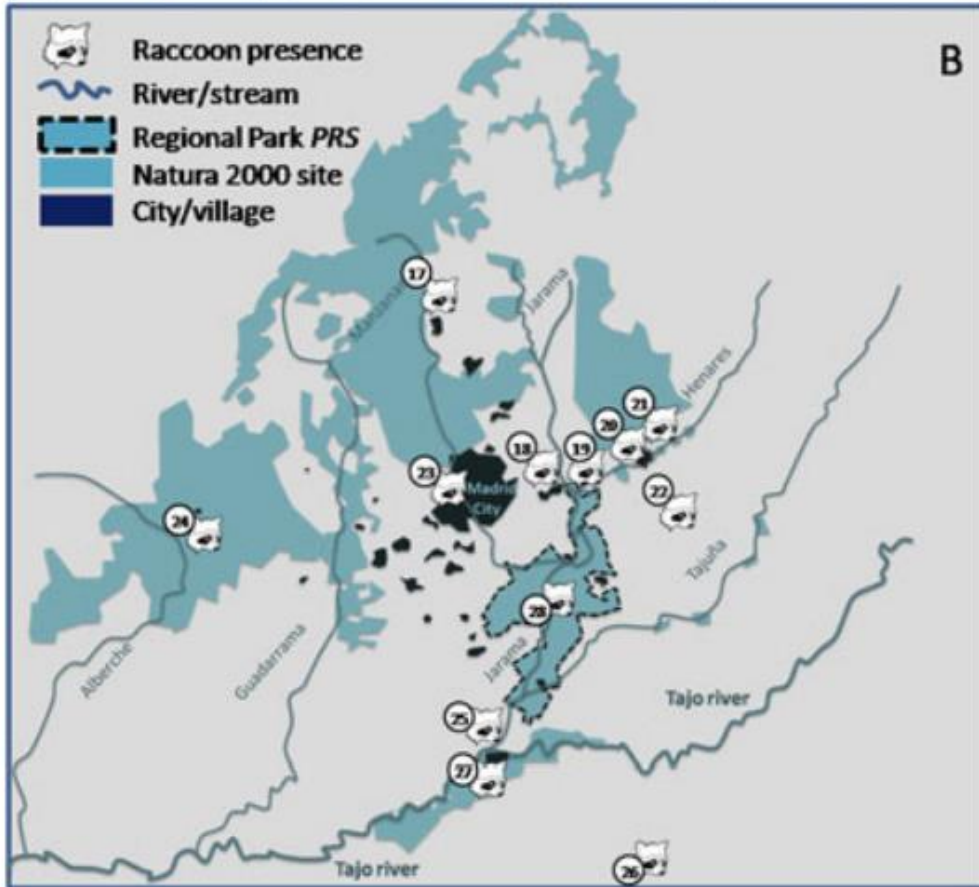 B
Raccoon presence
River/stream
Regional Park PRS
Natura 2000 site
City/village
17
Jarama
Henares
21
20
18
19
23
Madrid
City
22
24
Tajuña
28
Alberche
Guadarrama
Jarama
Tajo river
25
27
Tajo river
26